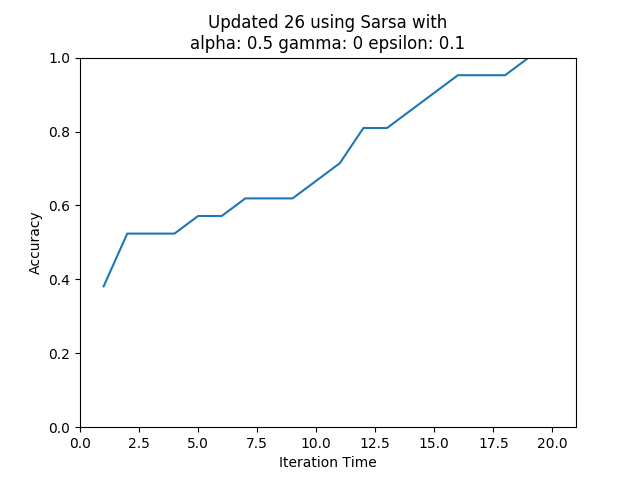 Updated 26 using Sarsa with
alpha: 0.5 gamma: 0 epsilon: 0.1
1.0
0.8
0.6
0.4
0.2
0.0
Accuracy
0.0 2.5 5.0 7.5 10.0 12.5 15.0 17.5 20.0
Iteration Time